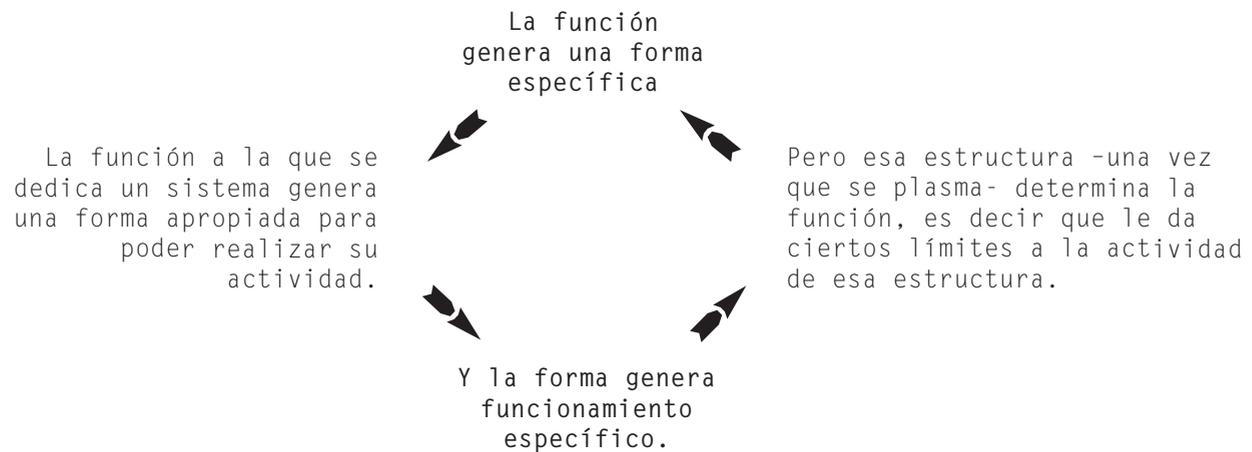 La función
genera una forma
específica
La función a la que se
dedica un sistema genera
una forma apropiada para
poder realizar su
actividad.
Pero esa estructura –una vez
que se plasma- determina la
función, es decir que le da
ciertos límites a la actividad
de esa estructura.
Y la forma genera
funcionamiento
específico.